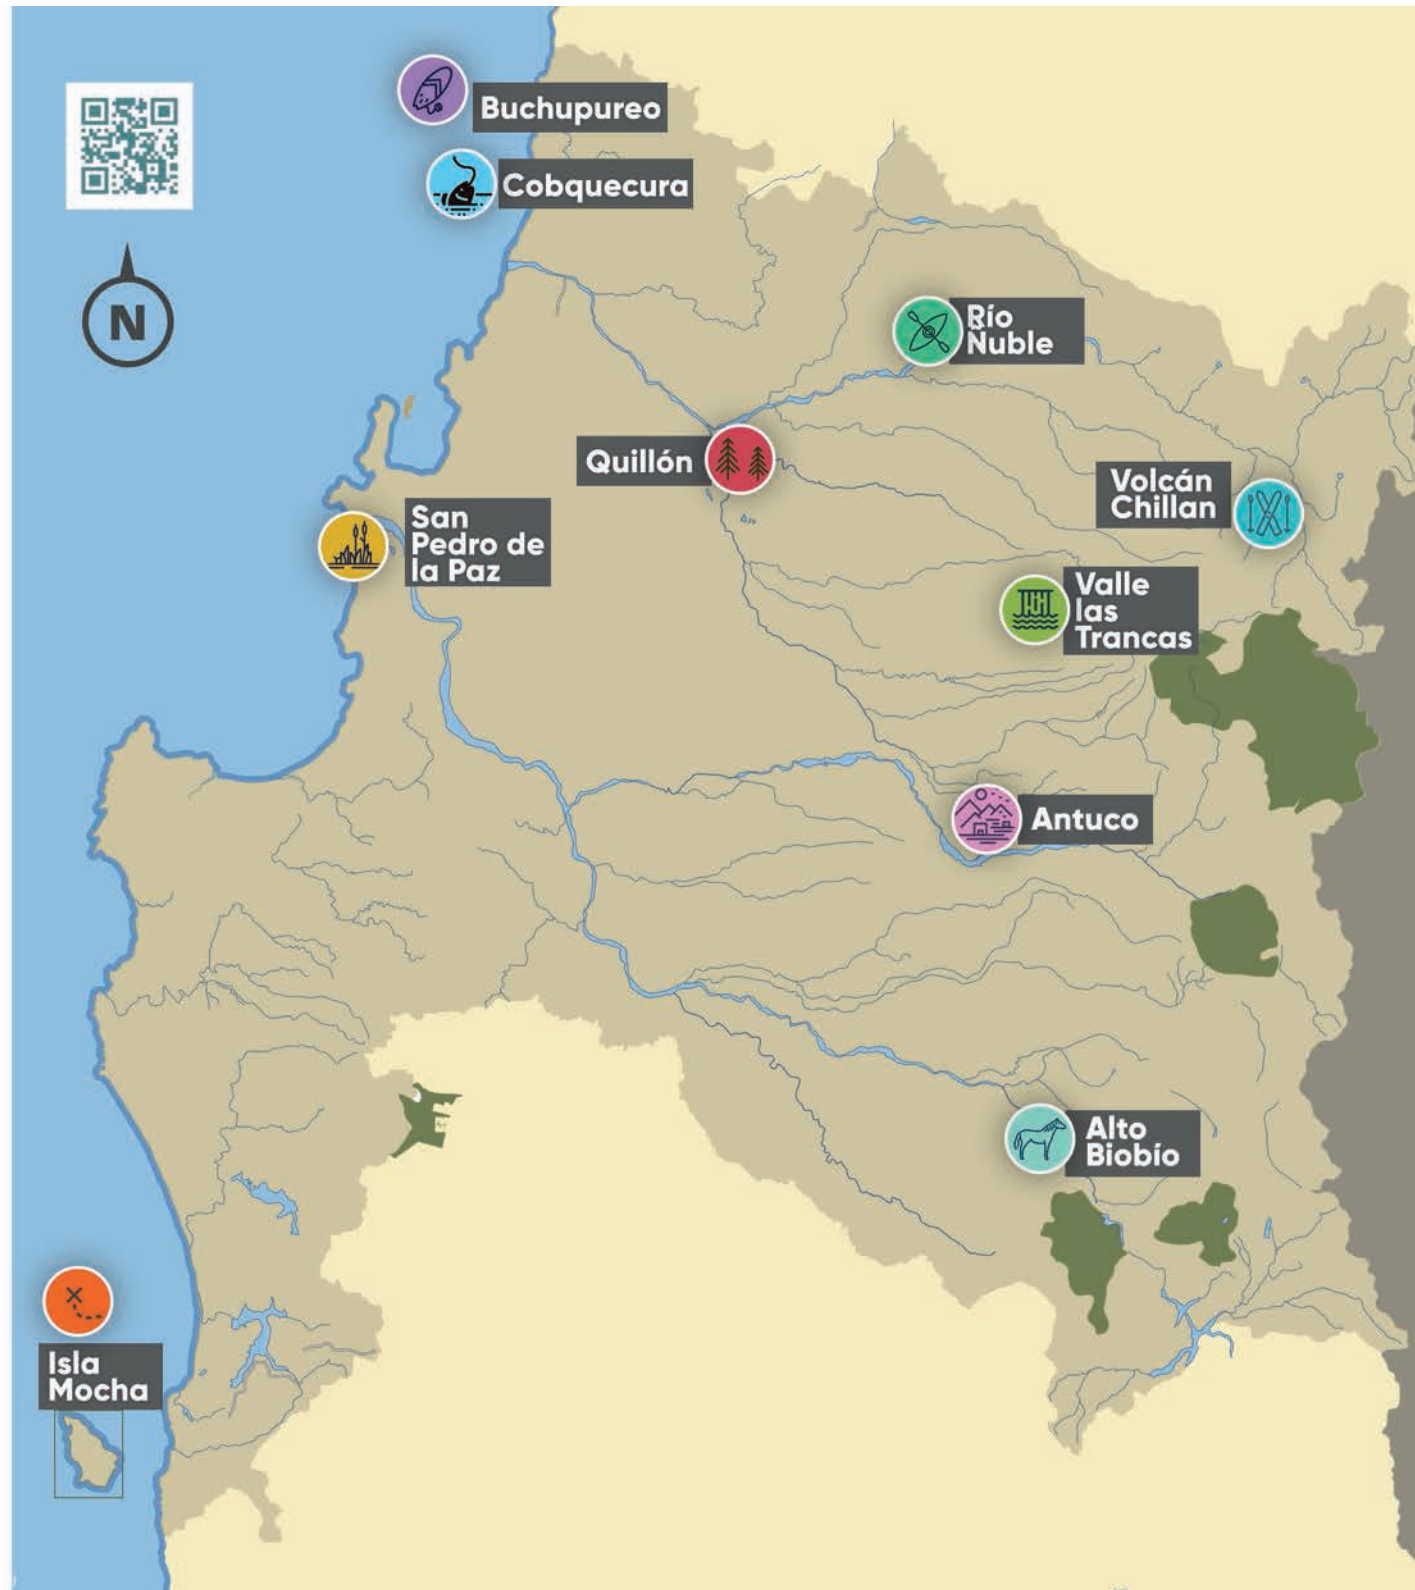 Buchupureo
Cobquecura
N
Río
Ñuble
Quillón
Volcán
Chillan
San
Pedro de
la Paz
Valle
las
Trancas
Antuco
Alto
Biobío
Isla
Mocha